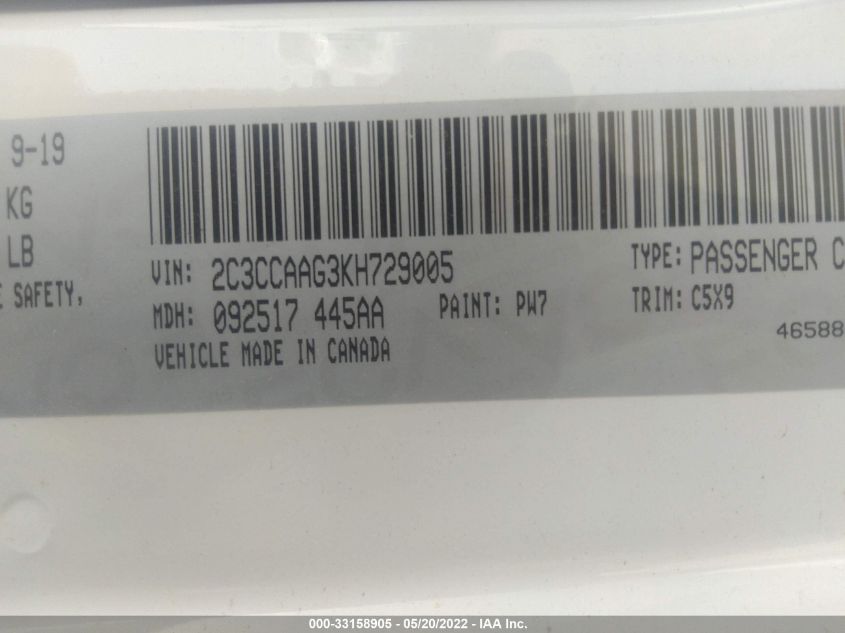 9-19
KG
LB
E SAFETY,
VIN: 2C3CCAAG3KH729005
TYPE: PASSENGER C
MDH: 092517 445AA
PAINT: PW7
TRIM: C5X9
VEHICLE MADE IN CANADA
46588
000-33158905 - 05/20/2022 - IAA Inc.